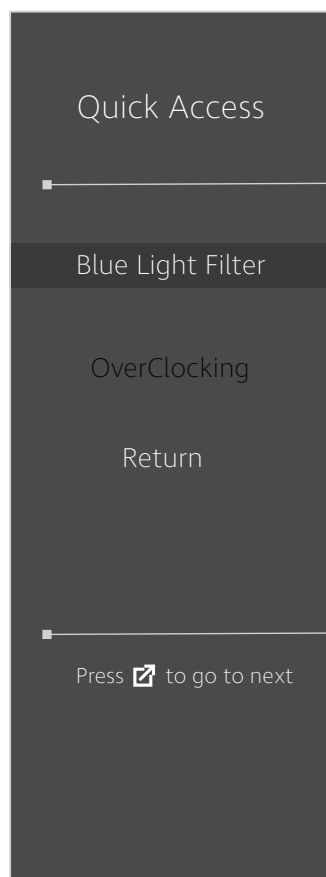 Quick Access
Blue Light Filter
OverClocking
Return
Press to go to next